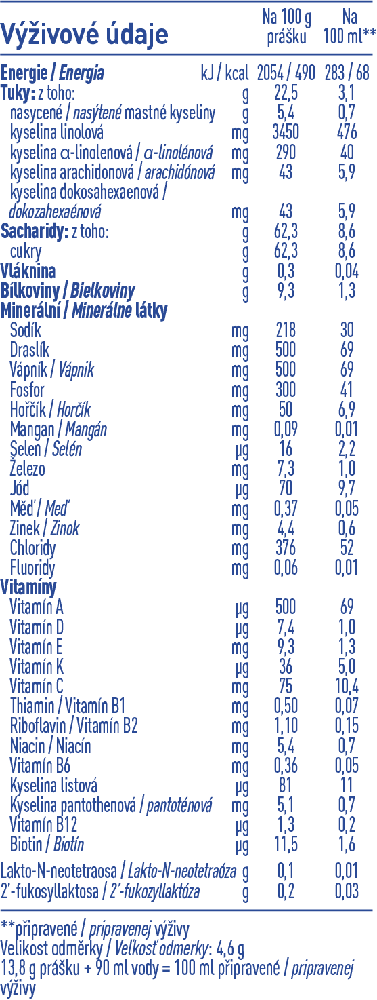 Výživové údaje Na 100 g prášku Na 100 ml**
Energie / Energia kJ / kcal 2054 / 490 283 / 68
Tuky: z toho: g 22,5 3,1
nasycené / nasýtené mastné kyseliny g 5,4 0,7
kyselina linolová mg 3450 476
kyselina α-linolenová / α-linolénová mg 290 40
kyselina arachidonová / arachidónová mg 43 5,9
kyselina dokosahexaenová /
dokozahexaénová mg 43 5,9
Sacharidy: z toho: g 62,3 8,6
cukry g 62,3 8,6
Vláknina g 0,3 0,04
Bílkoviny / Bielkoviny g 9,3 1,3
Minerální / Minerálne látky
Sodík mg 218 30
Draslík mg 500 69
Vápník / Vápnik mg 500 69
Fosfor mg 300 41
Hořčík / Horčík mg 50 6,9
Mangan / Mangán mg 0,09 0,01
Selen / Selén µg 16 2,2
Železo mg 7,3 1,0
Jód µg 70 9,7
Měď / Meď mg 0,37 0,05
Zinek / Zinok mg 4,4 0,6
Chloridy mg 376 52
Fluoridy mg 0,06 0,01
Vitamíny
Vitamín A µg 500 69
Vitamín D µg 7,4 1,0
Vitamín E mg 9,3 1,3
Vitamín K µg 36 5,0
Vitamín C mg 75 10,4
Thiamin / Vitamín B1 mg 0,50 0,07
Riboflavin / Vitamín B2 mg 1,10 0,15
Niacin / Niacín mg 5,4 0,7
Vitamín B6 mg 0,36 0,05
Kyselina listová µg 81 11
Kyselina pantothenová / pantoténová mg 5,1 0,7
Vitamín B12 µg 1,3 0,2
Biotin / Biotín µg 11,5 1,6
Lakto-N-neotetraosa / Lakto-N-neotetraóza g 0,1 0,01
2'-fukosyllaktosa / 2'-fukozyllaktóza g 0,2 0,03
**připravené / pripravenej výživy
Velikost odměrky / Veľkosť odmerky: 4,6 g
13,8 g prášku + 90 ml vody = 100 ml připravené / pripravenej
výživy